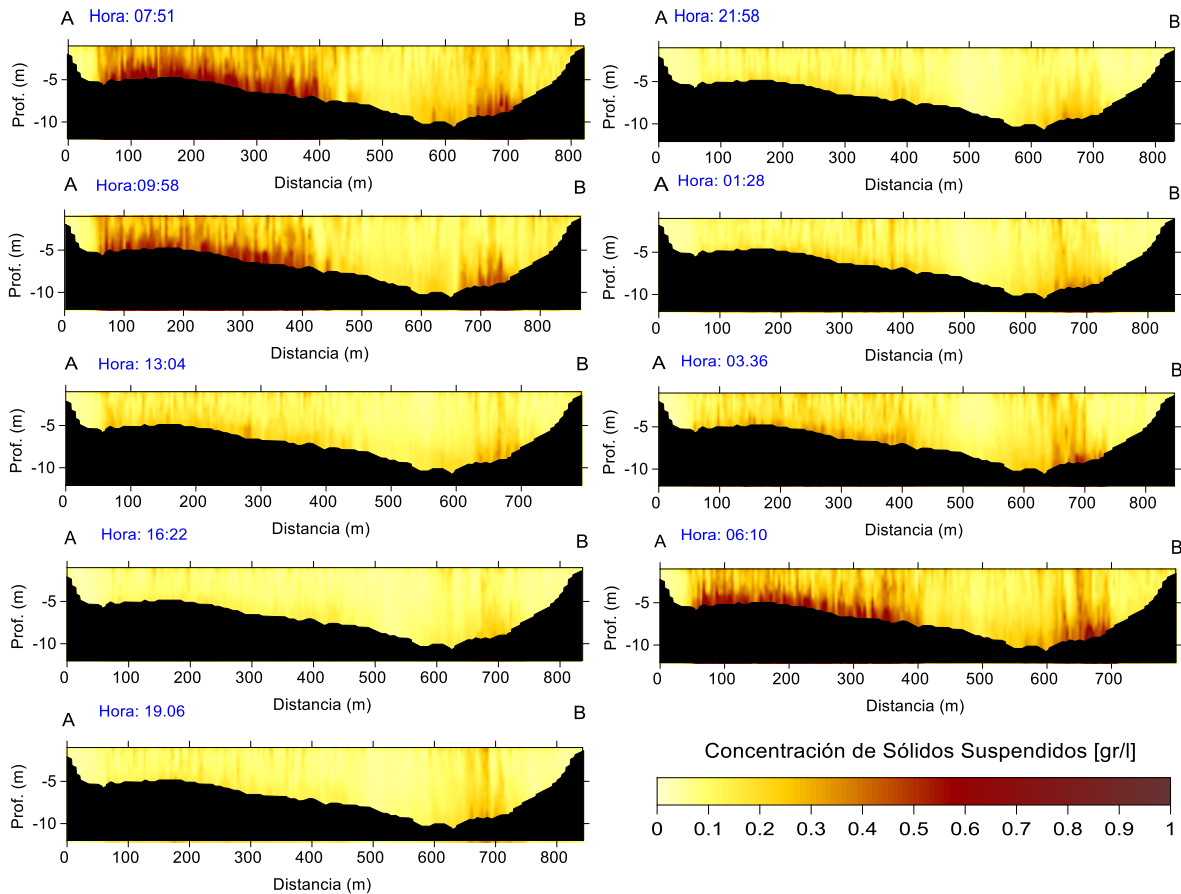 A Hora: 07:51 B
Prof. (m)
-5
-10
0 100 200 300 400 500 600 700 800
Distancia (m)
A Hora:09:58 B
Prof. (m)
-5
-10
0 100 200 300 400 500 600 700 800
Distancia (m)
A Hora: 13:04 B
Prof. (m)
-5
-10
0 100 200 300 400 500 600 700
Distancia (m)
A Hora: 16:22 B
Prof. (m)
-5
-10
0 100 200 300 400 500 600 700 800
Distancia (m)
A Hora: 19.06 B
Prof. (m)
-5
-10
0 100 200 300 400 500 600 700 800
Distancia (m)
A Hora: 21:58 B
Prof. (m)
-5
-10
0 100 200 300 400 500 600 700 800
Distancia (m)
A Hora: 01:28 B
Prof. (m)
-5
-10
0 100 200 300 400 500 600 700 800
Distancia (m)
A Hora: 03.36 B
Prof. (m)
-5
-10
0 100 200 300 400 500 600 700 800
Distancia (m)
A Hora: 06:10 B
Prof. (m)
-5
-10
0 100 200 300 400 500 600 700
Distancia (m)
Concentración de Sólidos Suspendidos [gr/l]
0 0.1 0.2 0.3 0.4 0.5 0.6 0.7 0.8 0.9 1